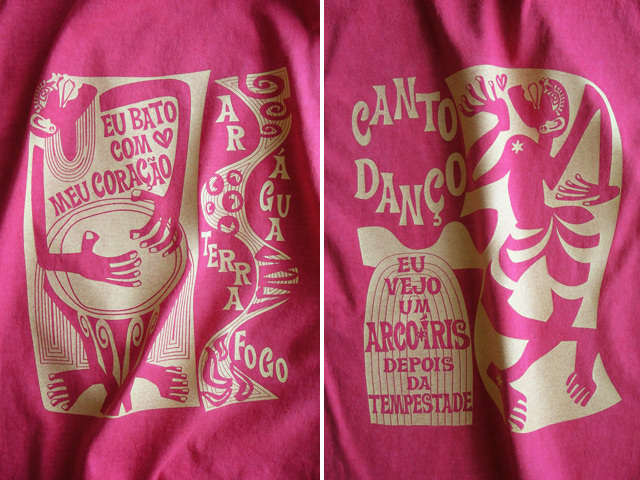 EU BATO
COM
MEU CORAÇÃO
AR
ÁGUA
TERRA
FOGO
CANTO
DANÇO
EU
VEJO
UM
ARCO-ÍRIS
DEPOIS
DA
TEMPESTADE